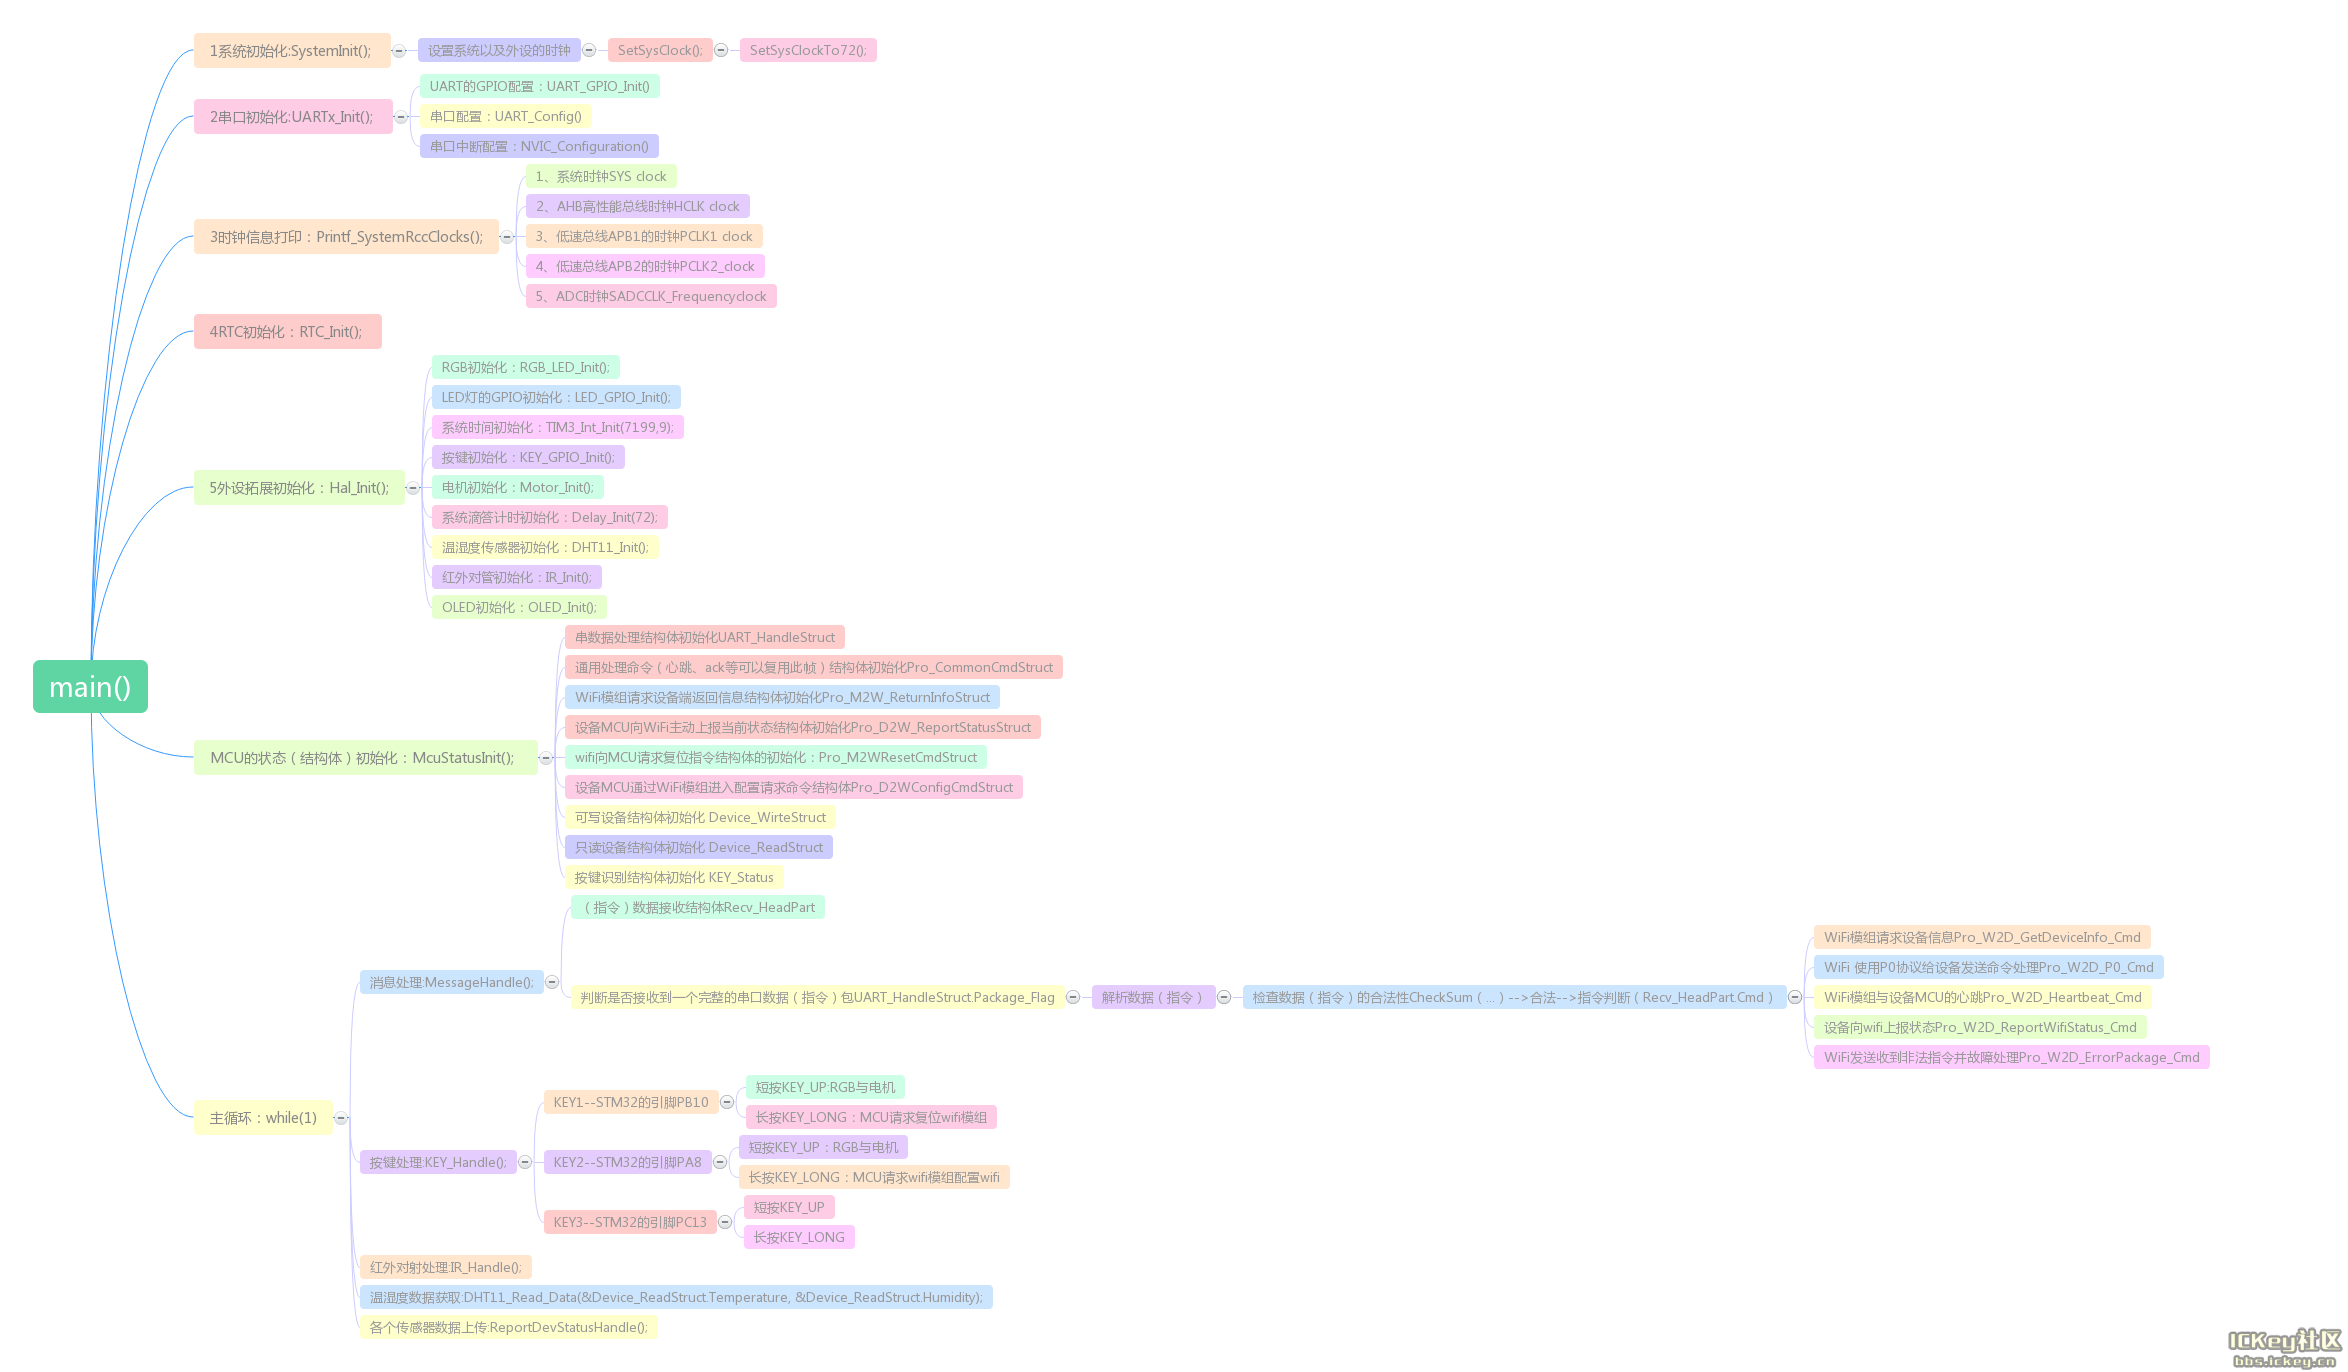 main()
1系统初始化:SystemInit();
设置系统以及外设的时钟
SetSysClock();
SetSysClockTo72();
2串口初始化:UARTx_Init();
UART的GPIO配置：UART_GPIO_Init()
串口配置：UART_Config()
串口中断配置：NVIC_Configuration()
3时钟信息打印：Printf_SystemRccClocks();
1、系统时钟SYS clock
2、AHB高性能总线时钟HCLK clock
3、低速总线APB1的时钟PCLK1 clock
4、低速总线APB2的时钟PCLK2_clock
5、ADC时钟SADCCLK_Frequencyclock
4RTC初始化：RTC_Init();
5外设拓展初始化：Hal_Init();
RGB初始化：RGB_LED_Init();
LED灯的GPIO初始化：LED_GPIO_Init();
系统时间初始化：TIM3_Int_Init(7199,9);
按键初始化：KEY_GPIO_Init();
电机初始化：Motor_Init();
系统滴答计时初始化：Delay_Init(72);
温湿度传感器初始化：DHT11_Init();
红外对管初始化：IR_Init();
OLED初始化：OLED_Init();
MCU的状态（结构体）初始化：McuStatusInit();
串数据处理结构体初始化UART_HandleStruct
通用处理命令（心跳、ack等可以复用此帧）结构体初始化Pro_CommonCmdStruct
WiFi模组请求设备端返回信息结构体初始化Pro_M2W_ReturnInfoStruct
设备MCU向WiFi主动上报当前状态结构体初始化Pro_D2W_ReportStatusStruct
wifi向MCU请求复位指令结构体的初始化：Pro_M2WResetCmdStruct
设备MCU通过WiFi模组进入配置请求命令结构体Pro_D2WConfigCmdStruct
可写设备结构体初始化 Device_WirteStruct
只读设备结构体初始化 Device_ReadStruct
按键识别结构体初始化 KEY_Status
主循环：while(1)
消息处理:MessageHandle();
（指令）数据接收结构体Recv_HeadPart
判断是否接收到一个完整的串口数据（指令）包UART_HandleStruct.Package_Flag
解析数据（指令）
检查数据（指令）的合法性CheckSum（...）-->合法-->指令判断（Recv_HeadPart.Cmd）
WiFi模组请求设备信息Pro_W2D_GetDeviceInfo_Cmd
WiFi 使用P0协议给设备发送命令处理Pro_W2D_P0_Cmd
WiFi模组与设备MCU的心跳Pro_W2D_Heartbeat_Cmd
设备向wifi上报状态Pro_W2D_ReportWifiStatus_Cmd
WiFi发送收到非法指令并故障处理Pro_W2D_ErrorPackage_Cmd
按键处理:KEY_Handle();
KEY1--STM32的引脚PB10
短按KEY_UP:RGB与电机
长按KEY_LONG：MCU请求复位wifi模组
KEY2--STM32的引脚PA8
短按KEY_UP：RGB与电机
长按KEY_LONG：MCU请求wifi模组配置wifi
KEY3--STM32的引脚PC13
短按KEY_UP
长按KEY_LONG
红外对射处理:IR_Handle();
温湿度数据获取:DHT11_Read_Data(&Device_ReadStruct.Temperature, &Device_ReadStruct.Humidity);
各个传感器数据上传:ReportDevStatusHandle();
ICKey社区
bbs.ickey.cn